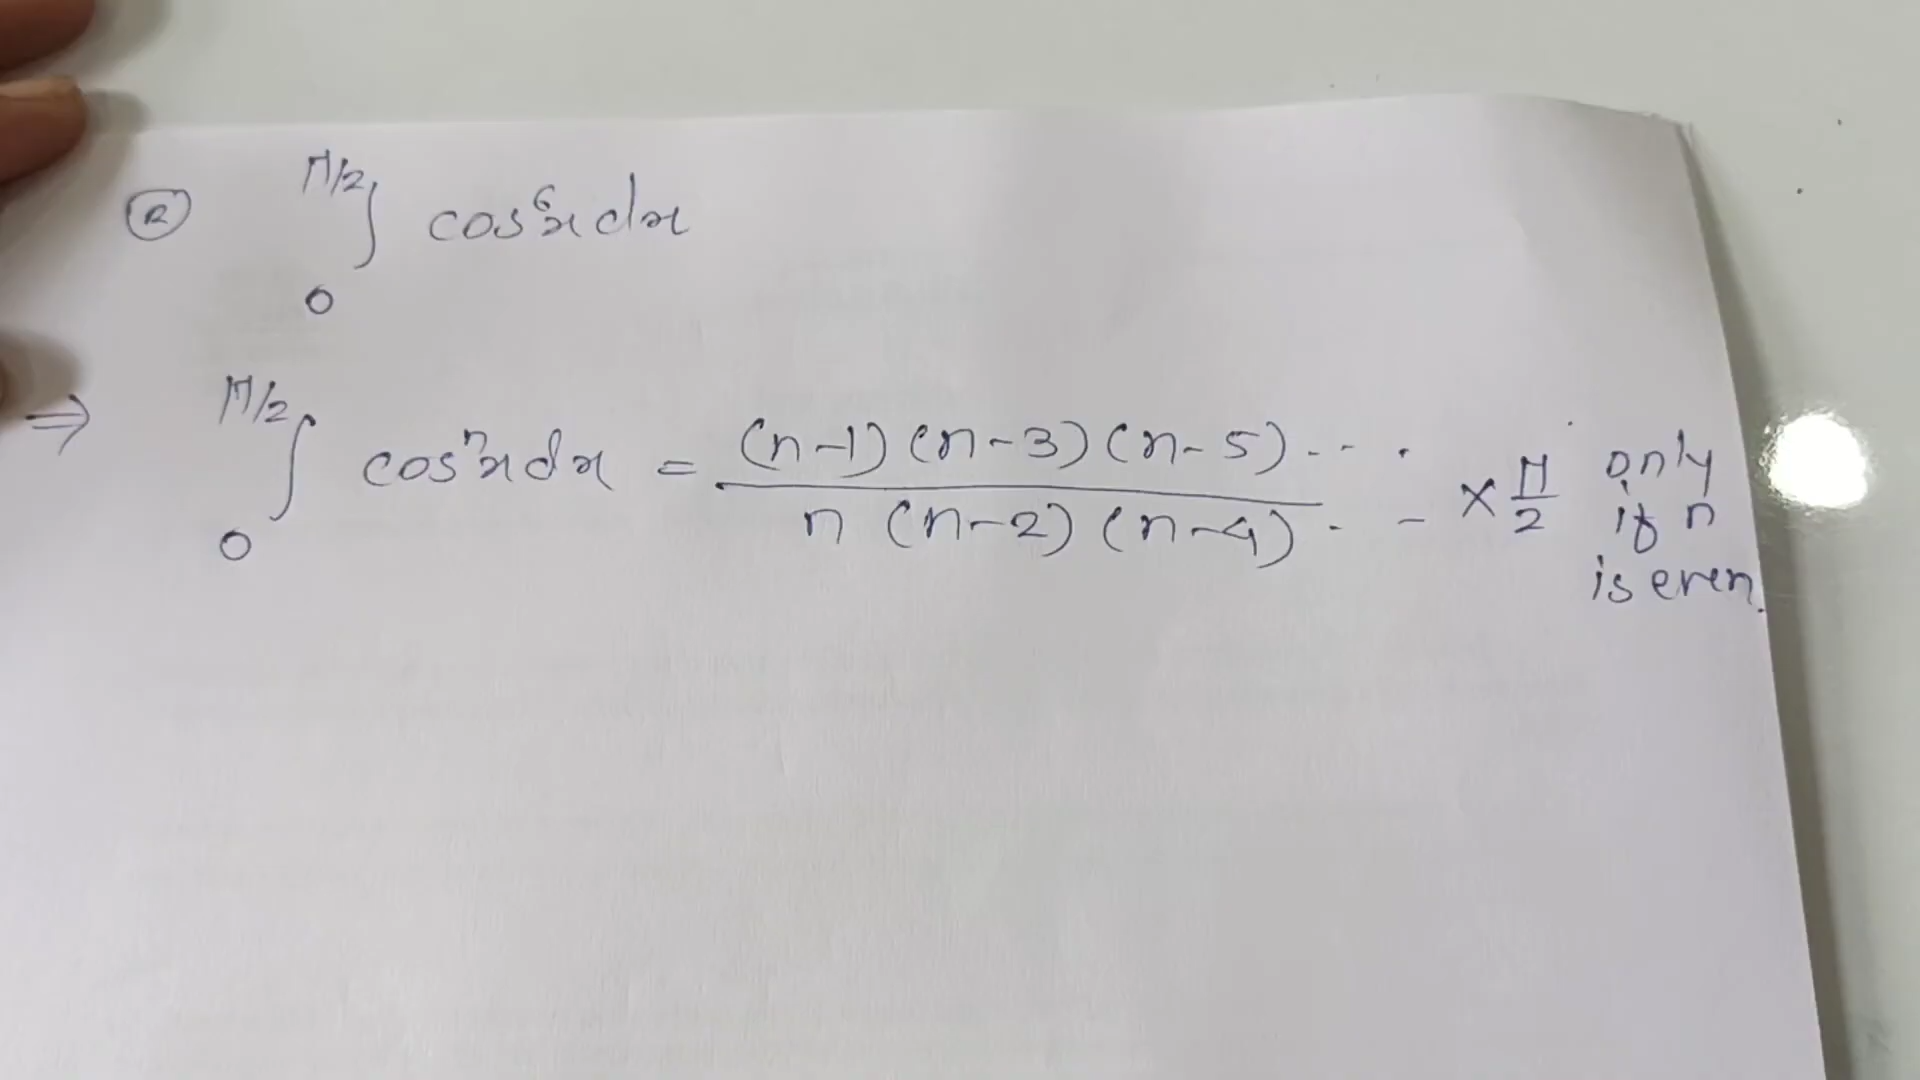 ② π/2∫0 cos⁶x dx
⇒ π/2∫0 cosⁿx dx = (n-1)(n-3)(n-5).... / n(n-2)(n-4)... × π/2 only if n is even.